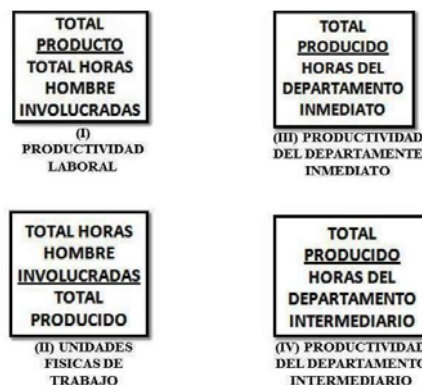 TOTAL
PRODUCTO
TOTAL HORAS
HOMBRE
INVOLUCRADAS
(I)
PRODUCTIVIDAD
LABORAL
TOTAL
PRODUCIDO
HORAS DEL
DEPARTAMENTO
INMEDIATO
(III) PRODUCTIVIDAD
DEL DEPARTAMENTE
INMEDIATO
TOTAL HORAS
HOMBRE
INVOLUCRADAS
TOTAL
PRODUCIDO
(II) UNIDADES
FISICAS DE
TRABAJO
TOTAL
PRODUCIDO
HORAS DEL
DEPARTAMENTO
INTERMEDIARIO
(IV) PRODUCTIVIDAD
DEL DEPARTAMENTO
INTERMEDIARIO